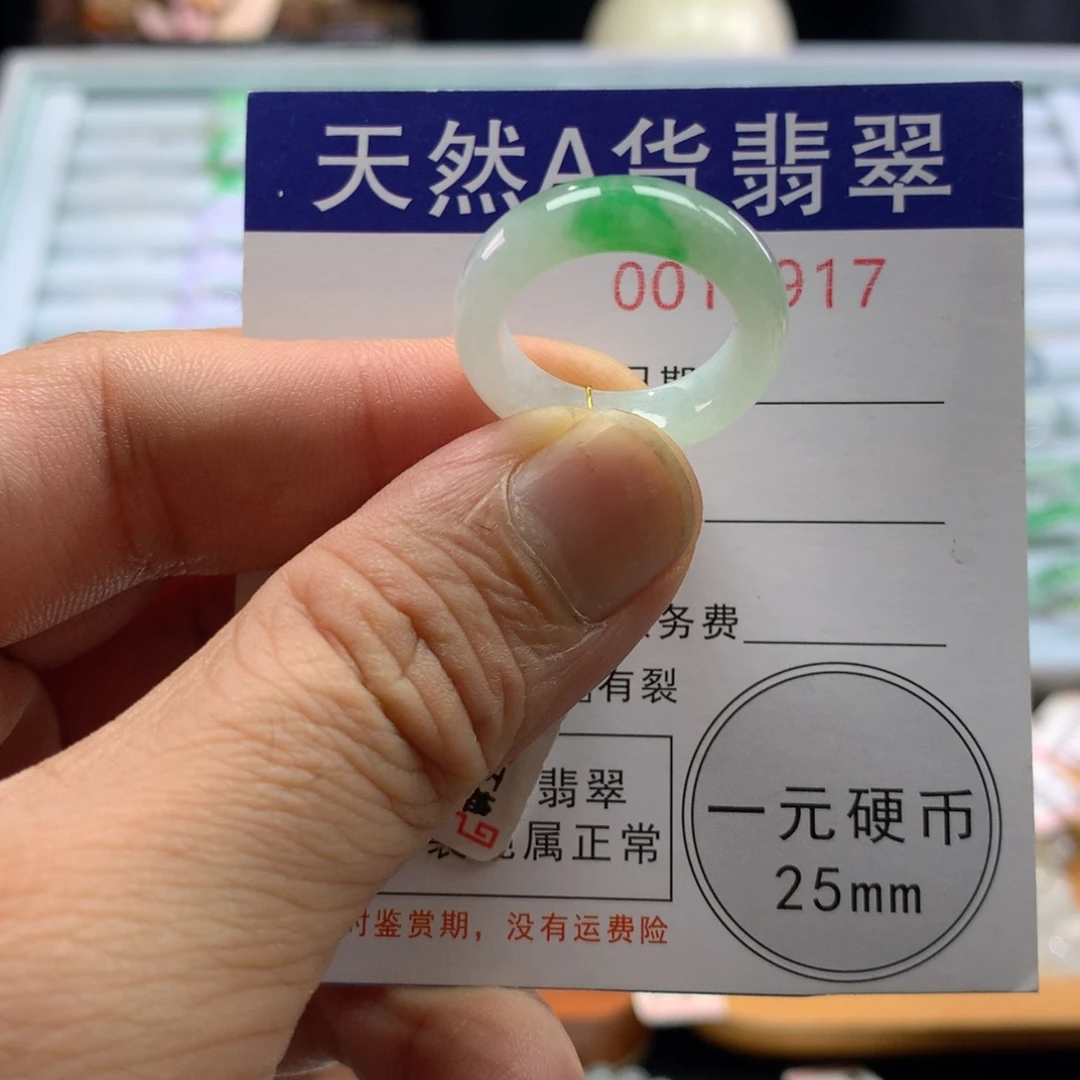 天然A货翡翠
001 917
日期
务费
有裂
翡翠
属正常
时鉴赏期，没有运费险
一元硬币
25mm